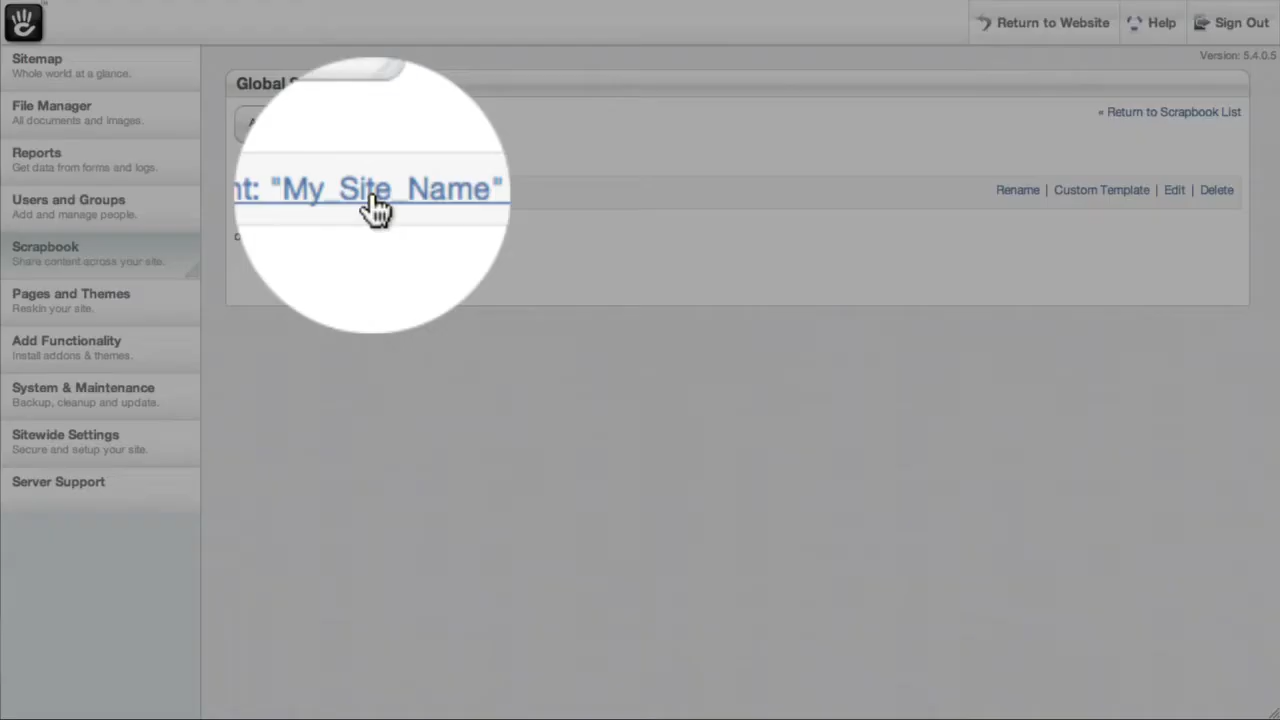 Return to Website
Help
Sign Out
Version: 5.4.0.5
Sitemap
Whole world at a glance.
File Manager
All documents and images.
Reports
Get data from forms and logs.
Users and Groups
Add and manage people.
Scrapbook
Share content across your site.
Pages and Themes
Reskin your site.
Add Functionality
Install addons & themes.
System & Maintenance
Backup, cleanup and update.
Sitewide Settings
Secure and setup your site.
Server Support
Global
« Return to Scrapbook List
nt: "My_Site_Name"
Rename | Custom Template | Edit | Delete